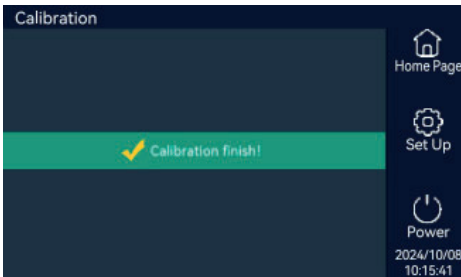 Calibration
Home Page
Calibration finish!
Set Up
Power
2024/10/08
10:15:41